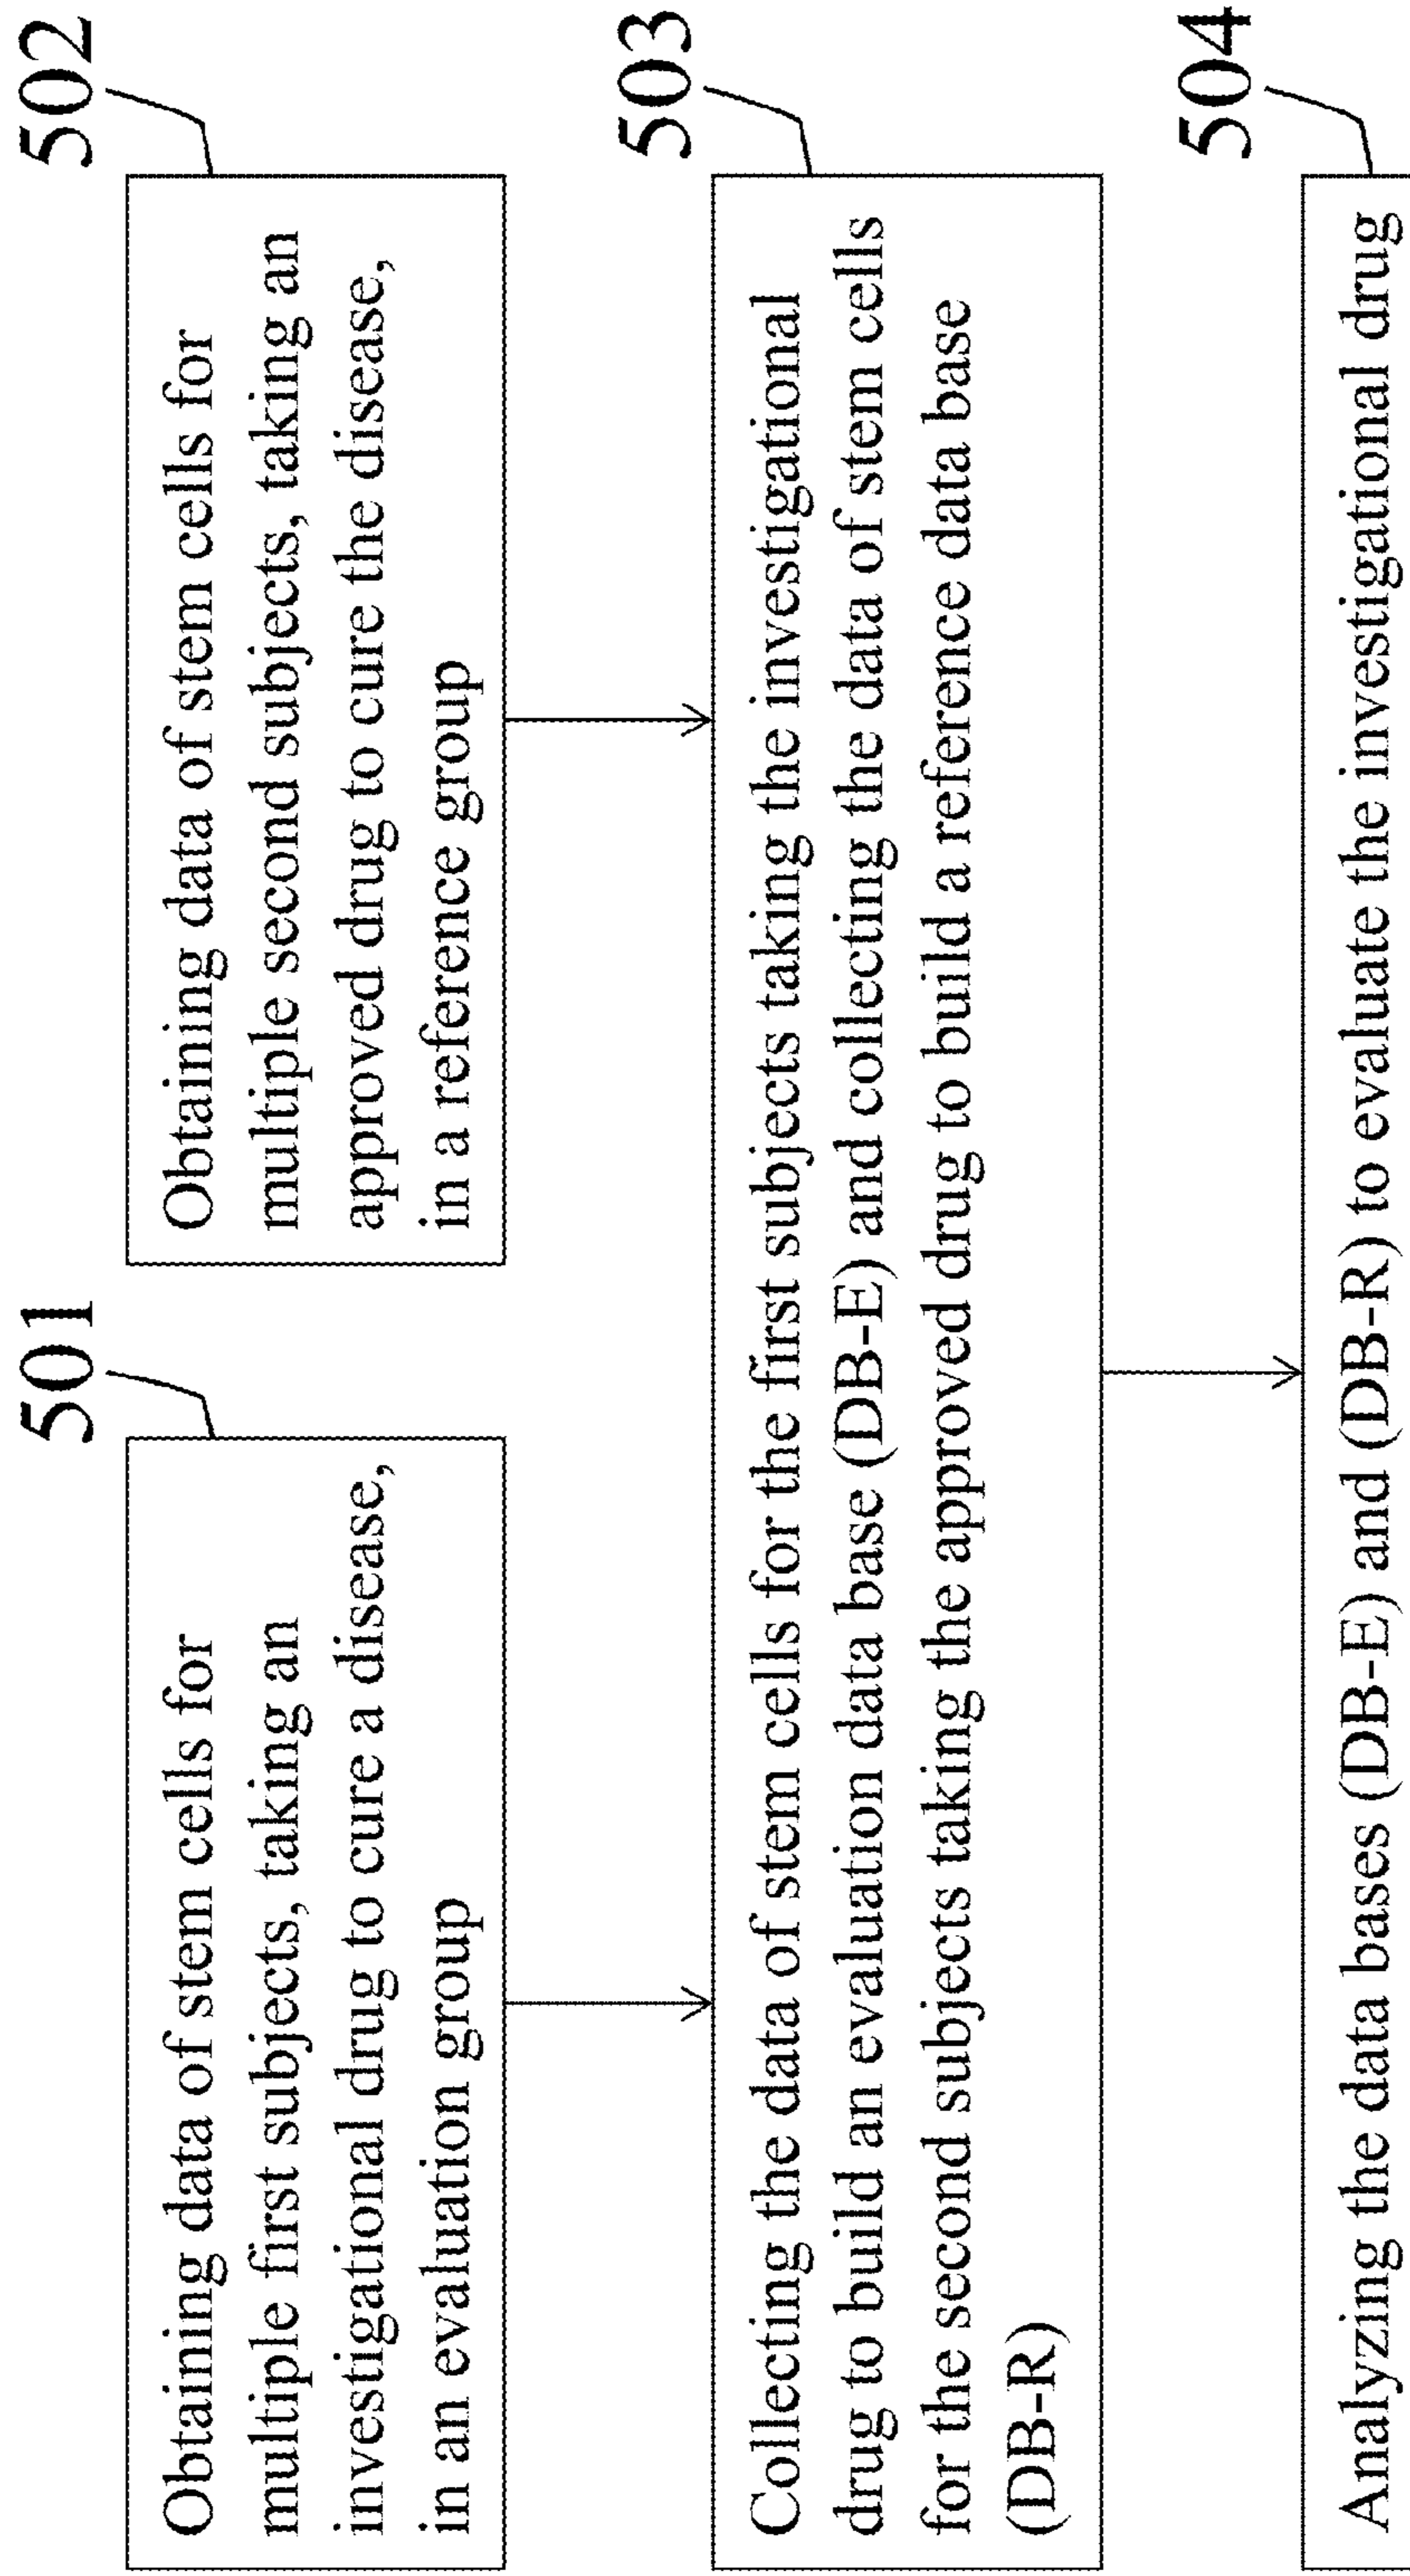 501
Obtaining data of stem cells for
multiple first subjects, taking an
investigational drug to cure a disease,
in an evaluation group
502
Obtaining data of stem cells for
multiple second subjects, taking an
approved drug to cure the disease,
in a reference group
503
Collecting the data of stem cells for the first subjects taking the investigational
drug to build an evaluation data base (DB-E) and collecting the data of stem cells
for the second subjects taking the approved drug to build a reference data base
(DB-R)
504
Analyzing the data bases (DB-E) and (DB-R) to evaluate the investigational drug